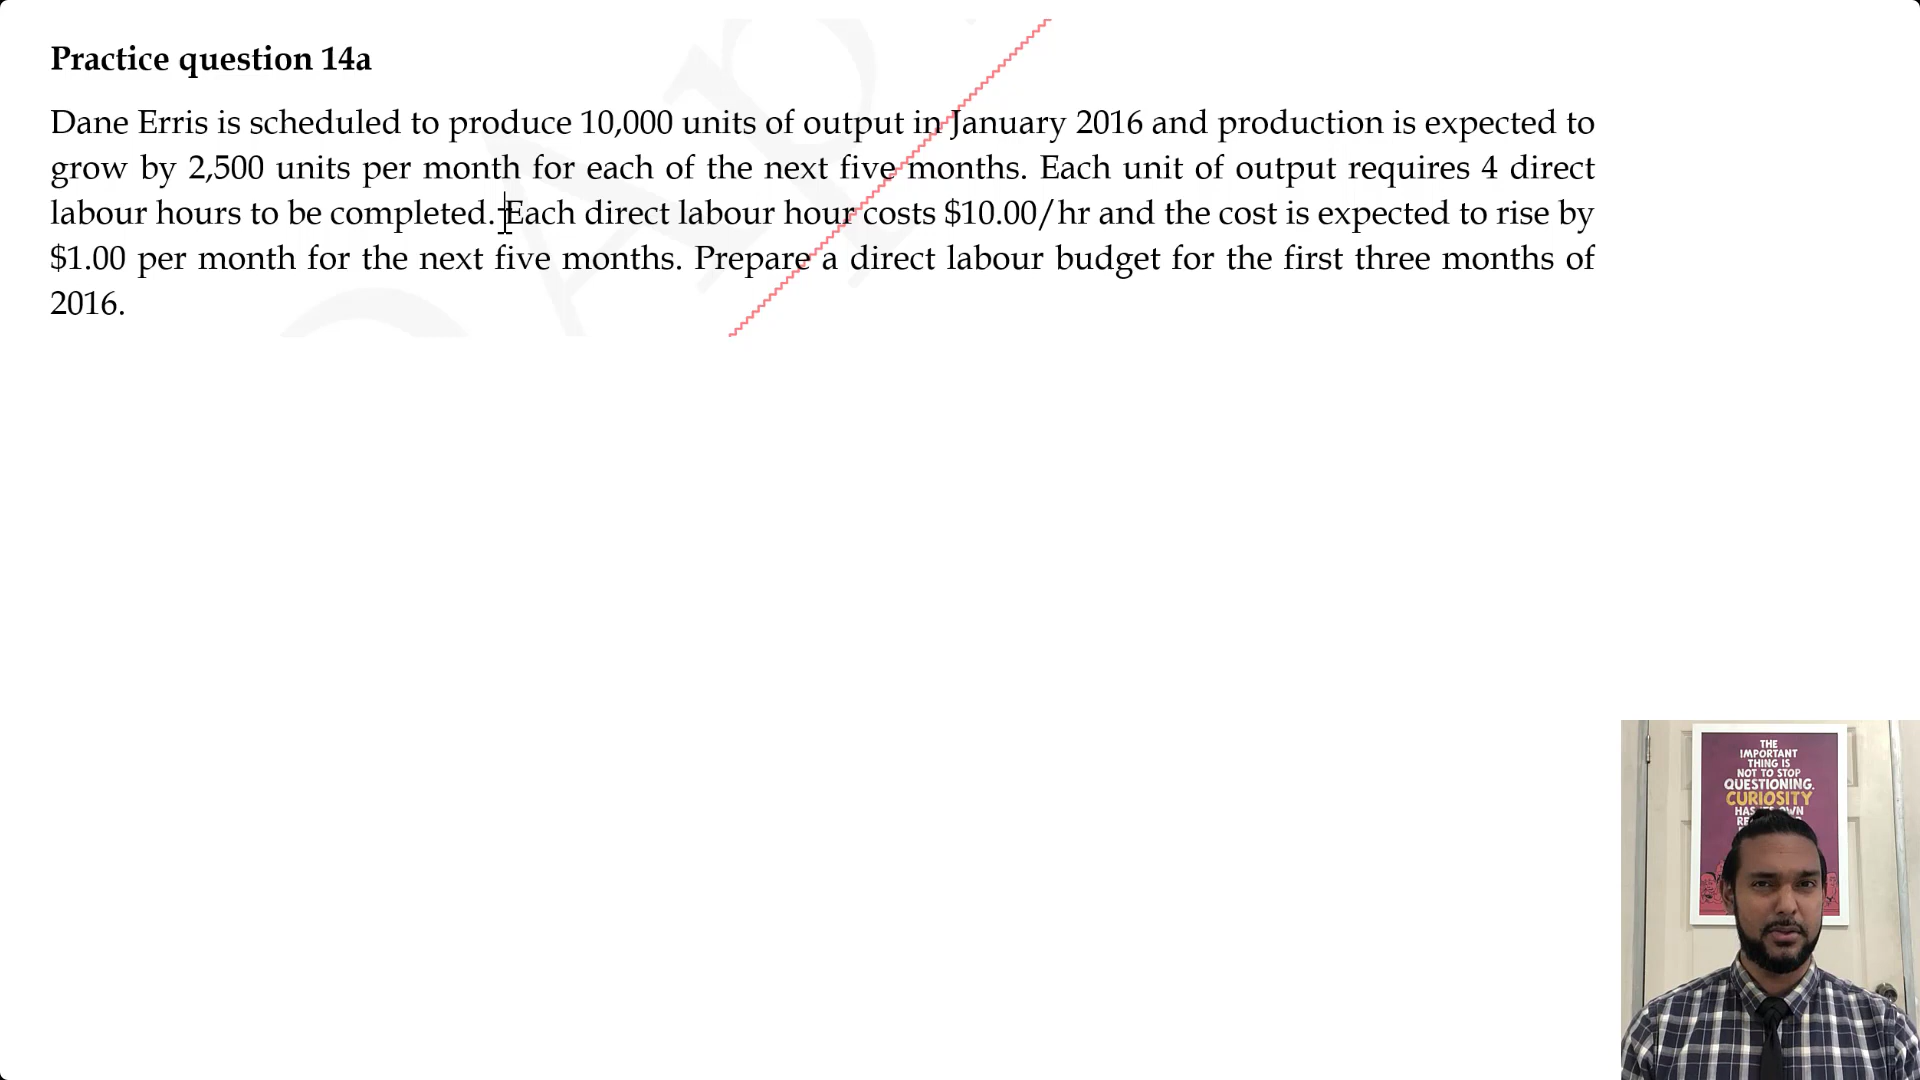 Practice question 14a
Dane Erris is scheduled to produce 10,000 units of output in January 2016 and production is expected to
grow by 2,500 units per month for each of the next five months. Each unit of output requires 4 direct
labour hours to be completed. Each direct labour hour costs $10.00/hr and the cost is expected to rise by
$1.00 per month for the next five months. Prepare a direct labour budget for the first three months of
2016.
THE
IMPORTANT
THING IS
NOT TO STOP
QUESTIONING.
CURIOSITY